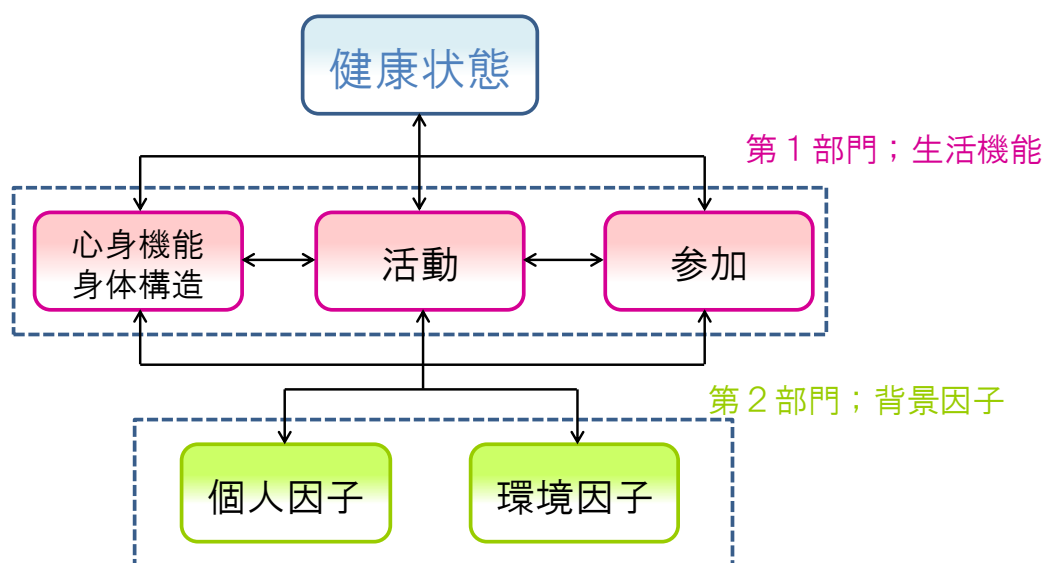 健康状態
第１部門；生活機能
心身機能
身体構造
活動
参加
第２部門；背景因子
個人因子
環境因子